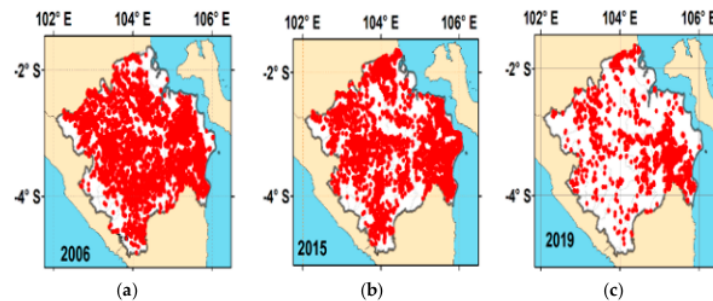 102° E 104° E 106° E 102° E 104° E 106° E 102° E 104° E 106° E
-2° S -2° S -2° S
-4° S -4° S -4° S
2006 2015 2019
(a) (b) (c)